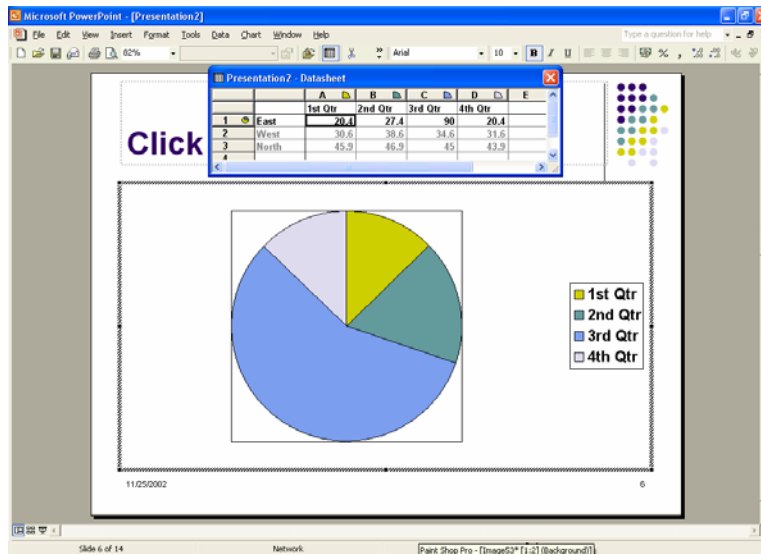 Microsoft PowerPoint - [Presentation2]
File Edit View Insert Format Tools Data Chart Window Help Type a question for help
82% Arial 10 B I U % ,
Presentation2 - Datasheet
A B C D E
1st Qtr 2nd Qtr 3rd Qtr 4th Qtr
1 East 20.4 27.4 90 20.4
2 West 30.6 38.6 34.6 31.6
3 North 45.9 46.9 45 43.9
4
Click
1st Qtr
2nd Qtr
3rd Qtr
4th Qtr
11/25/2002 6
Slide 6 of 14 Network Paint Shop Pro - [Image53* [1:2] (Background)]